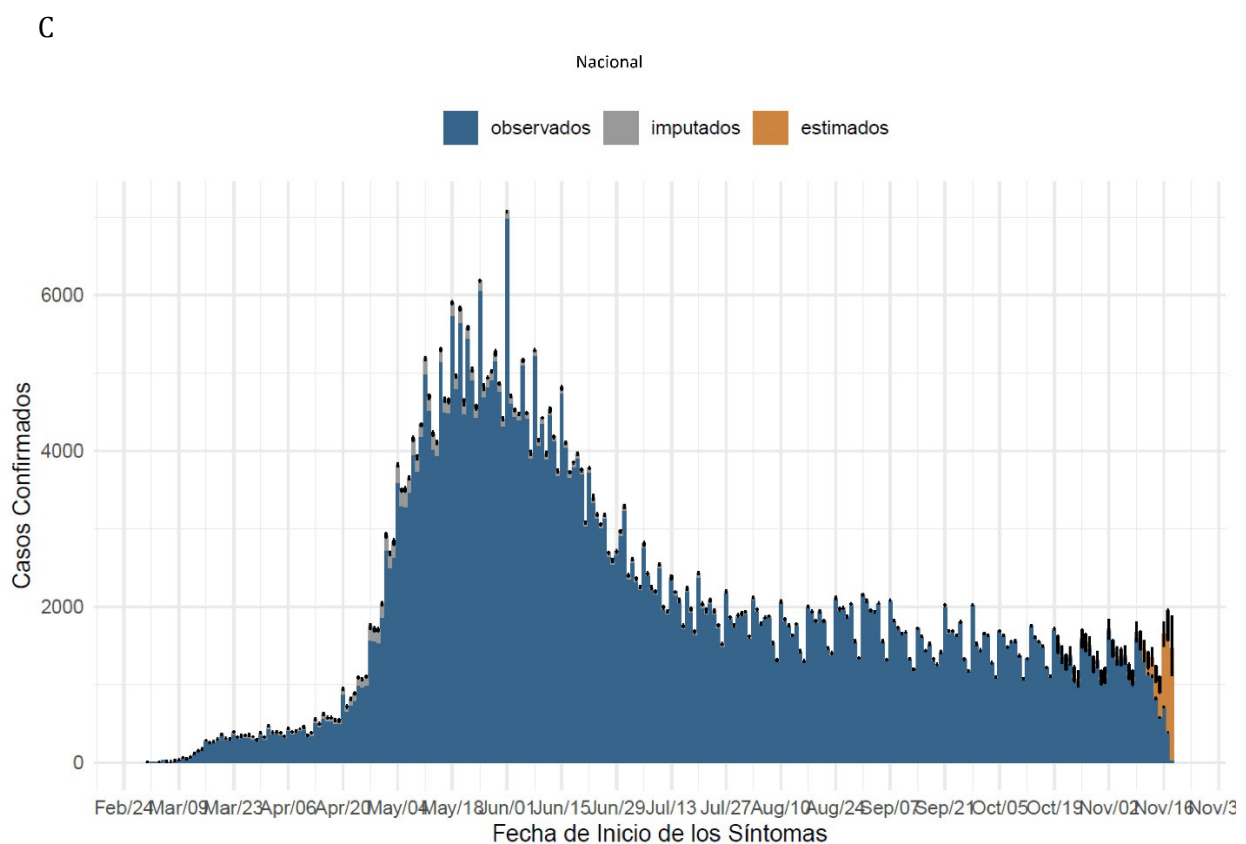 C
Nacional
observados imputados estimados
Casos Confirmados
6000
4000
2000
0
Feb/24 Mar/09 Mar/23 Apr/06 Apr/20 May/04 May/18 Jun/01 Jun/15 Jun/29 Jul/13 Jul/27 Aug/10 Aug/24 Sep/07 Sep/21 Oct/05 Oct/19 Nov/02 Nov/16 Nov/3
Fecha de Inicio de los Síntomas